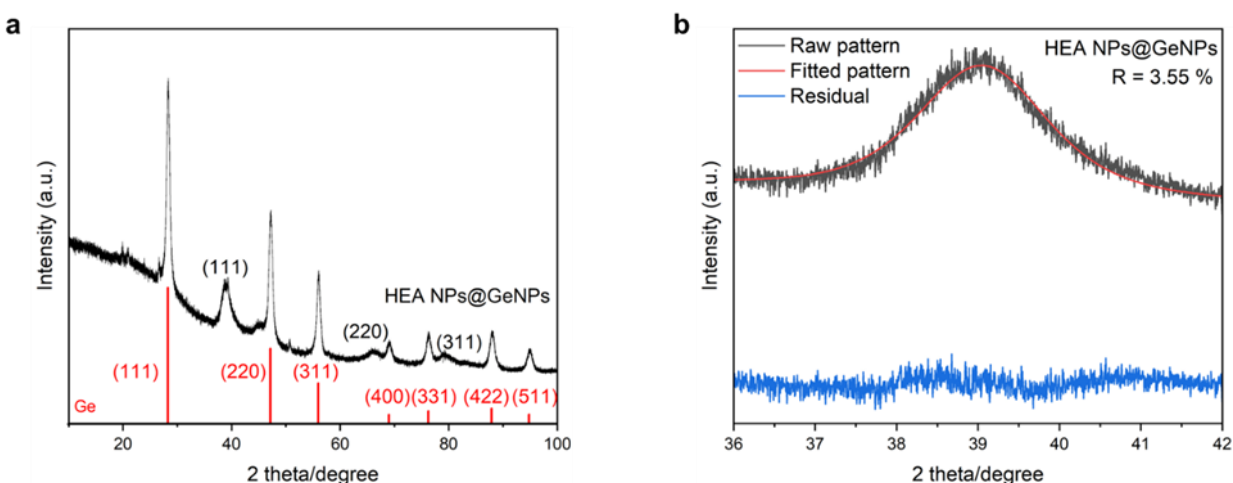 a
Intensity (a.u.)
(111)
HEA NPs@GeNPs
(220)
(311)
(111)
(220)
(311)
(400)
(331)
(422)
(511)
Ge
20
40
60
80
100
2 theta/degree
b
Intensity (a.u.)
Raw pattern
Fitted pattern
Residual
HEA NPs@GeNPs
R = 3.55 %
36
37
38
39
40
41
42
2 theta/degree